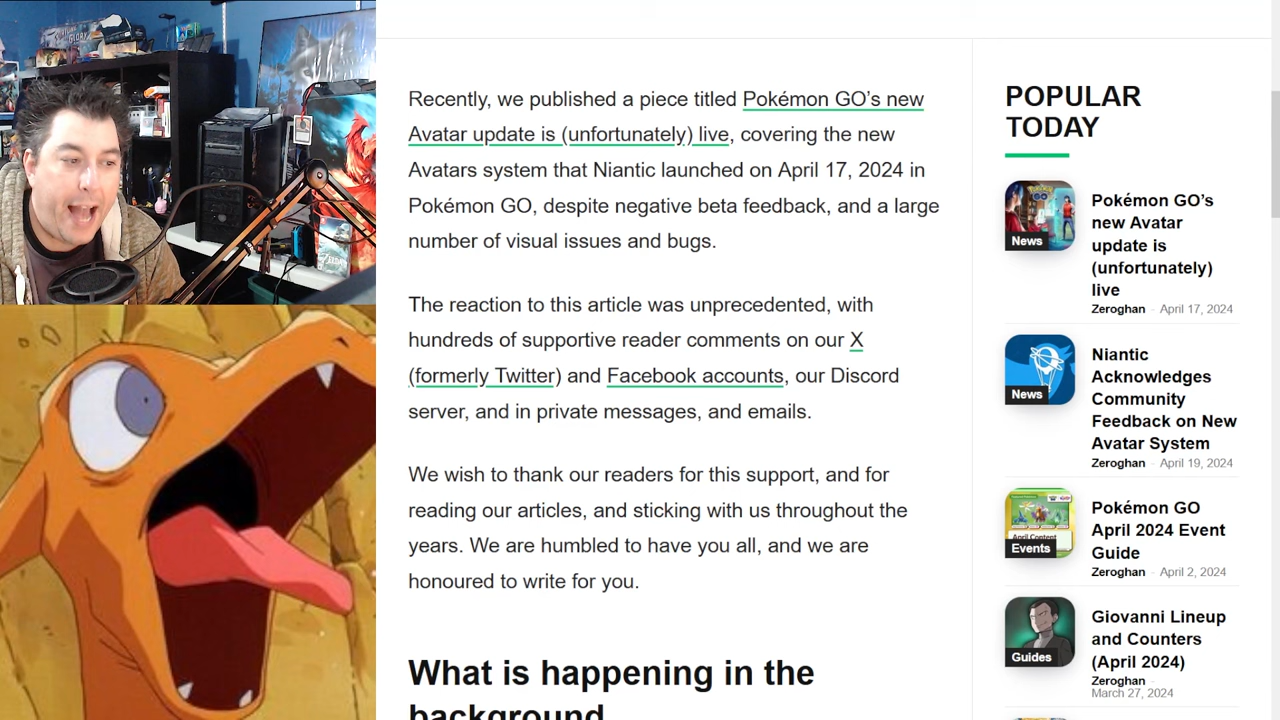 Recently, we published a piece titled Pokémon GO’s new
Avatar update is (unfortunately) live, covering the new
Avatars system that Niantic launched on April 17, 2024 in
Pokémon GO, despite negative beta feedback, and a large
number of visual issues and bugs.
The reaction to this article was unprecedented, with
hundreds of supportive reader comments on our X
(formerly Twitter) and Facebook accounts, our Discord
server, and in private messages, and emails.
We wish to thank our readers for this support, and for
reading our articles, and sticking with us throughout the
years. We are humbled to have you all, and we are
honoured to write for you.
What is happening in the
background
POPULAR
TODAY
News
Pokémon GO’s
new Avatar
update is
(unfortunately)
live
Zeroghan - April 17, 2024
News
Niantic
Acknowledges
Community
Feedback on New
Avatar System
Zeroghan - April 19, 2024
Events
Pokémon GO
April 2024 Event
Guide
Zeroghan - April 2, 2024
Guides
Giovanni Lineup
and Counters
(April 2024)
Zeroghan -
March 27, 2024
GLORY
ZELDA